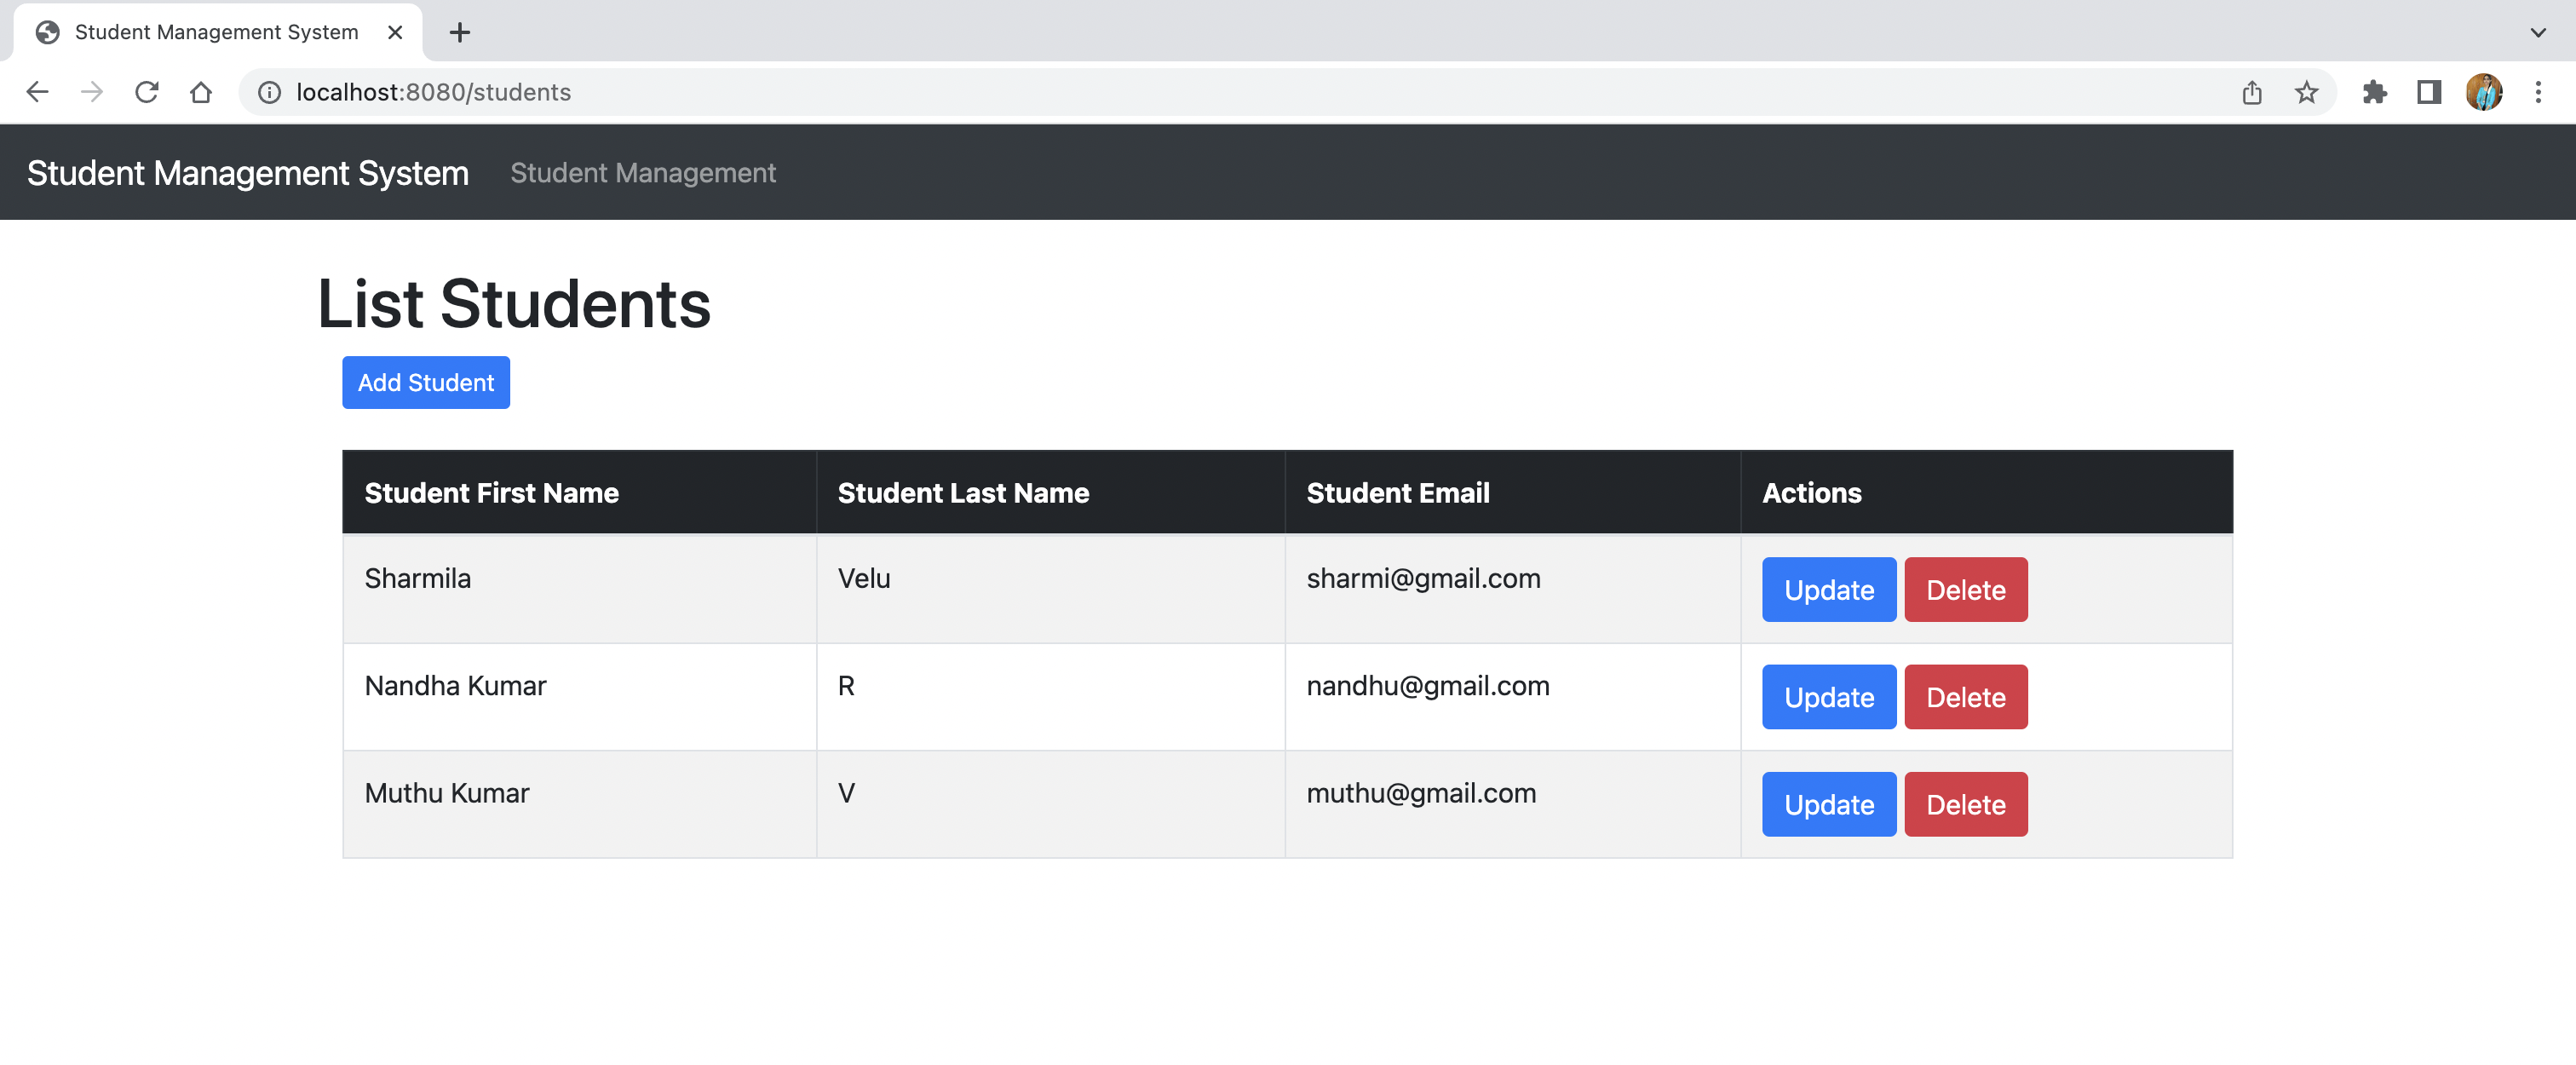 Student Management System
localhost:8080/students
Student Management System Student Management
List Students
Add Student
Student First Name Student Last Name Student Email Actions
Sharmila Velu sharmi@gmail.com Update Delete
Nandha Kumar R nandhu@gmail.com Update Delete
Muthu Kumar V muthu@gmail.com Update Delete